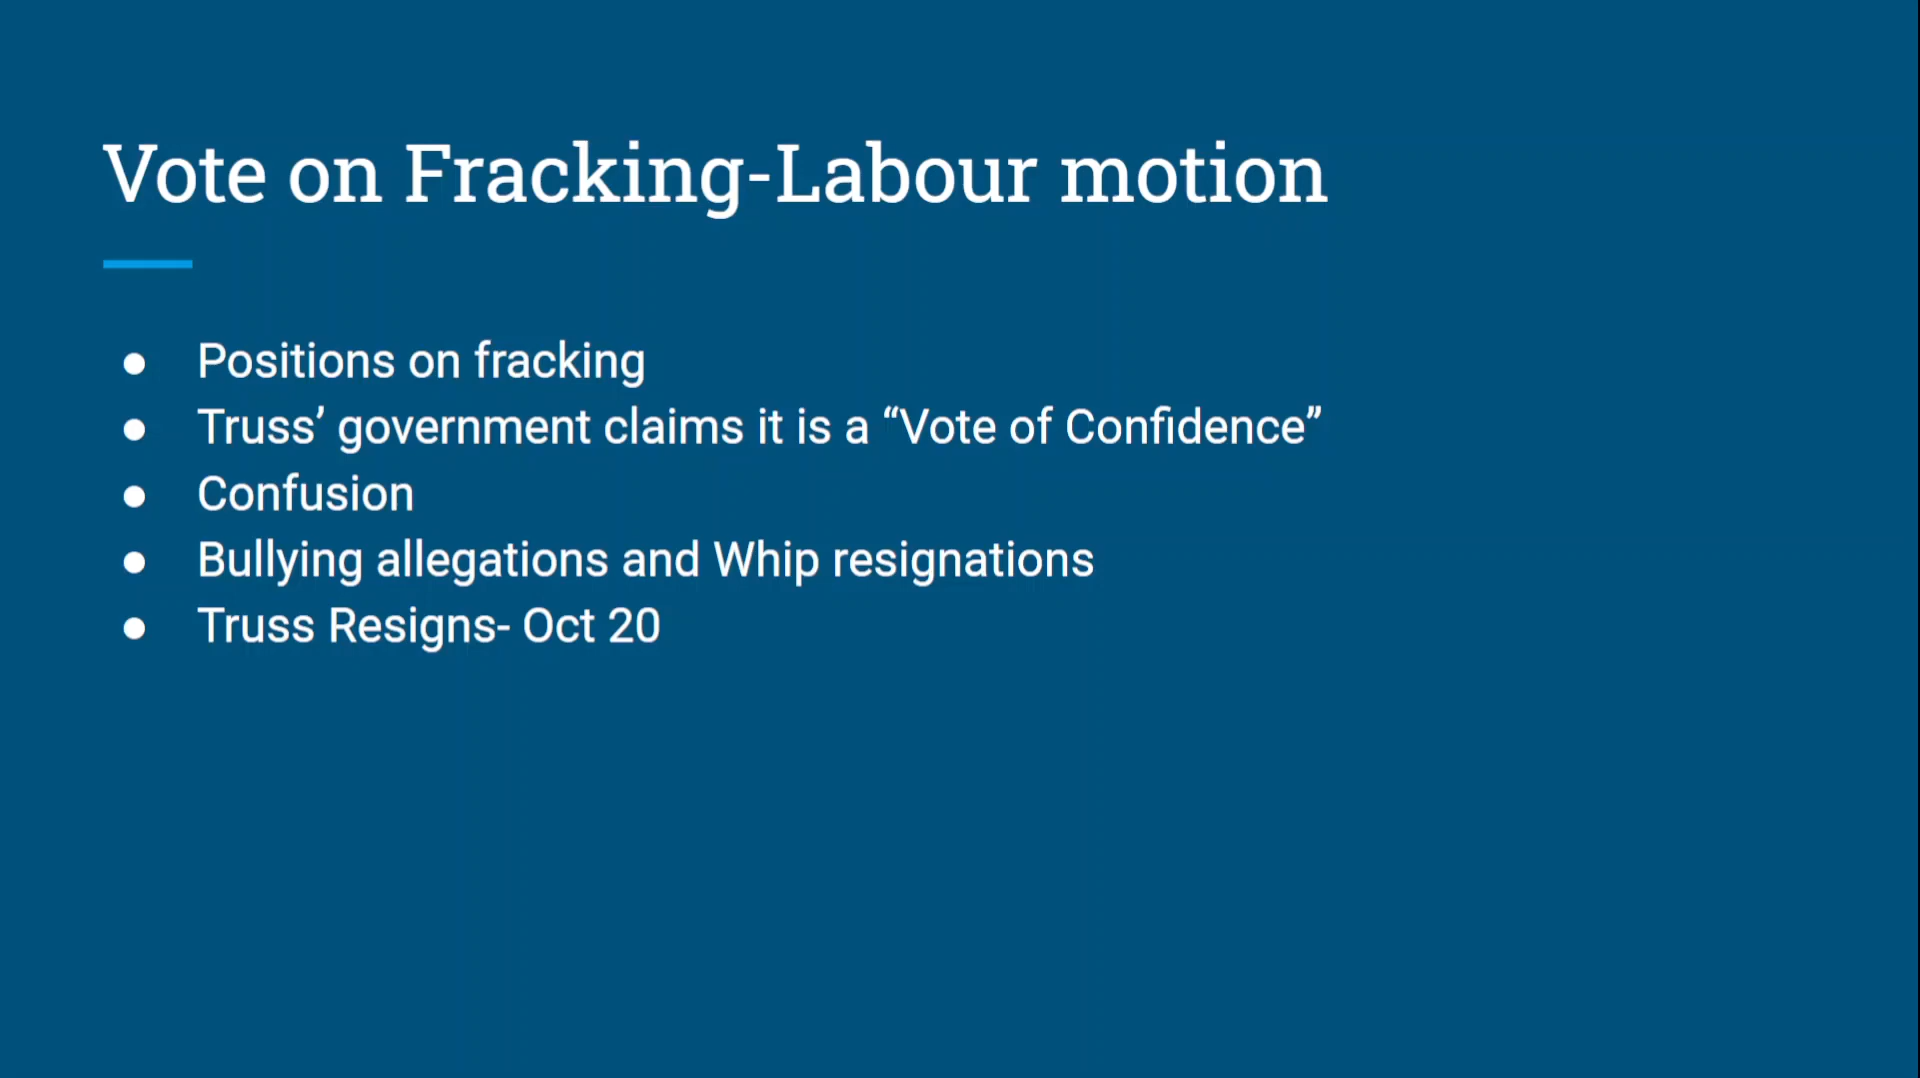 Vote on Fracking-Labour motion
● Positions on fracking
● Truss’ government claims it is a “Vote of Confidence”
● Confusion
● Bullying allegations and Whip resignations
● Truss Resigns- Oct 20